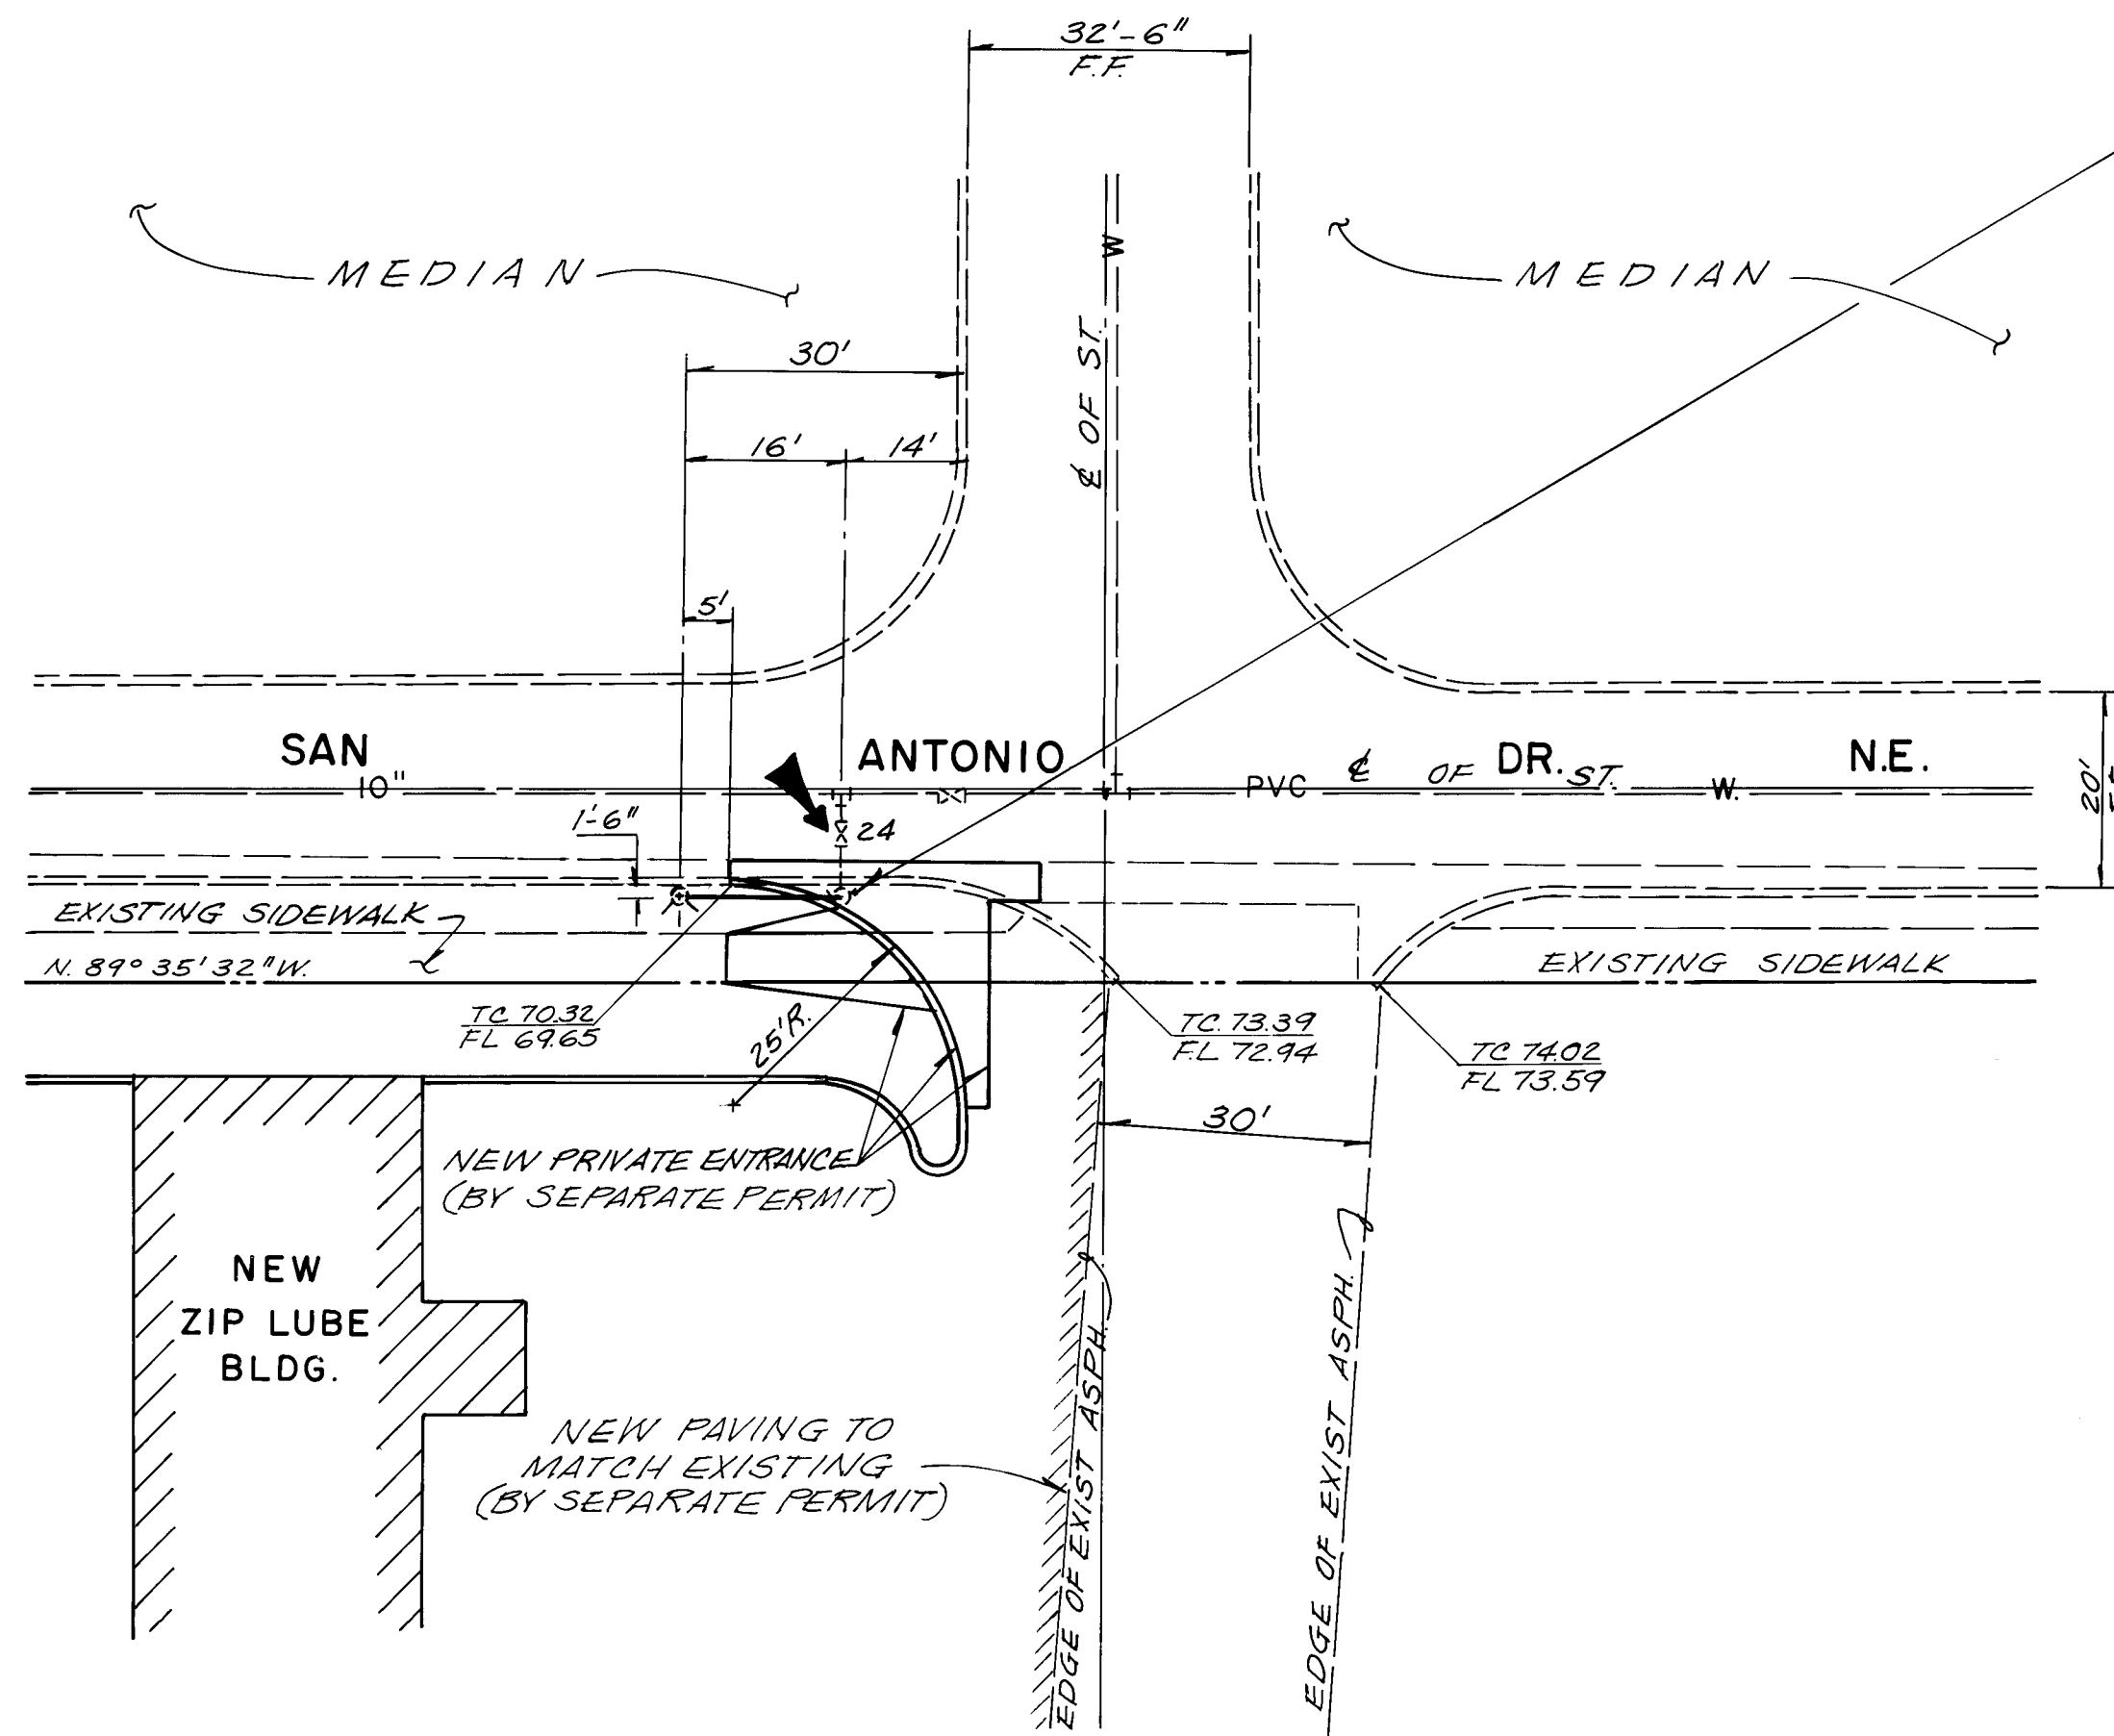 32'-6"
F.F.
MEDIAN
MEDIAN
W
℄ OF ST.
30'
16'
14'
5'
SAN ANTONIO DR. N.E.
10" PVC ℄ OF ST. W.
20'
1'-6"
24
EXISTING SIDEWALK
N. 89° 35' 32" W.
EXISTING SIDEWALK
TC 70.32
FL 69.65
25'R.
TC. 73.39
FL 72.94
TC 74.02
FL 73.59
30'
NEW PRIVATE ENTRANCE
(BY SEPARATE PERMIT)
NEW
ZIP LUBE
BLDG.
NEW PAVING TO
MATCH EXISTING
(BY SEPARATE PERMIT)
EDGE OF EXIST ASPH.
EDGE OF EXIST ASPH.